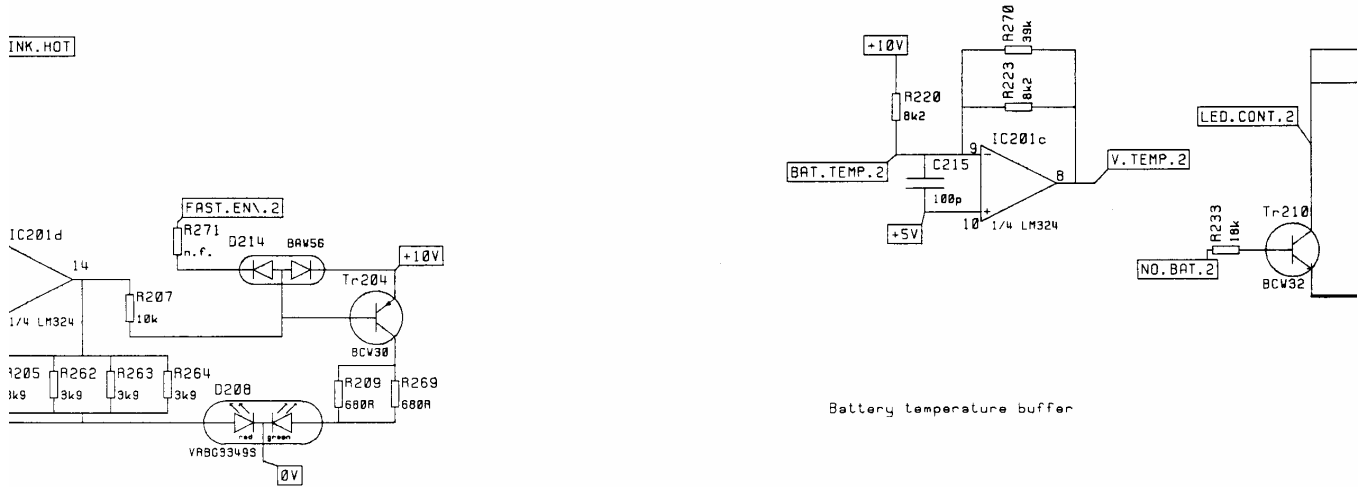 INK.HOT
IC201d
14
1/4 LM324
FAST.EN\.2
R271
n.f.
D214
BAW56
+10V
Tr204
BCW30
R207
10k
R205
3k9
R262
3k9
R263
3k9
R264
3k9
D208
red
green
VRBG9349S
0V
R209
680R
R269
680R
+10V
R220
8k2
R270
39k
R223
8k2
IC201c
9
BAT.TEMP.2
C215
100p
8
V.TEMP.2
10
1/4 LM324
+5V
Battery temperature buffer
LED.CONT.2
R233
18k
Tr210
NO.BAT.2
BCW32